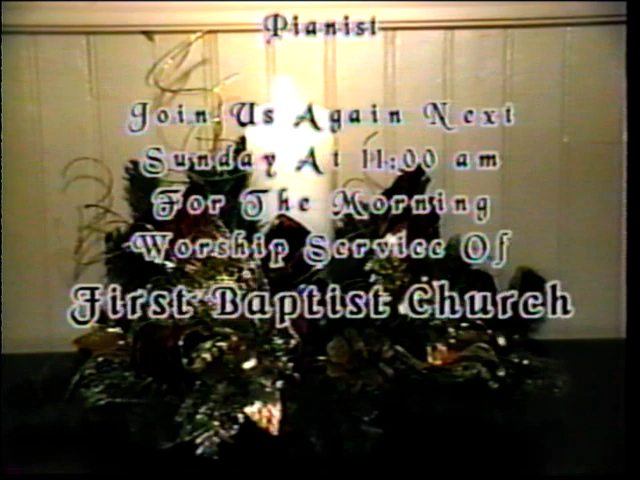 Pianist
Join Us Again Next
Sunday At 11:00 am
For The Morning
Worship Service Of
First Baptist Church